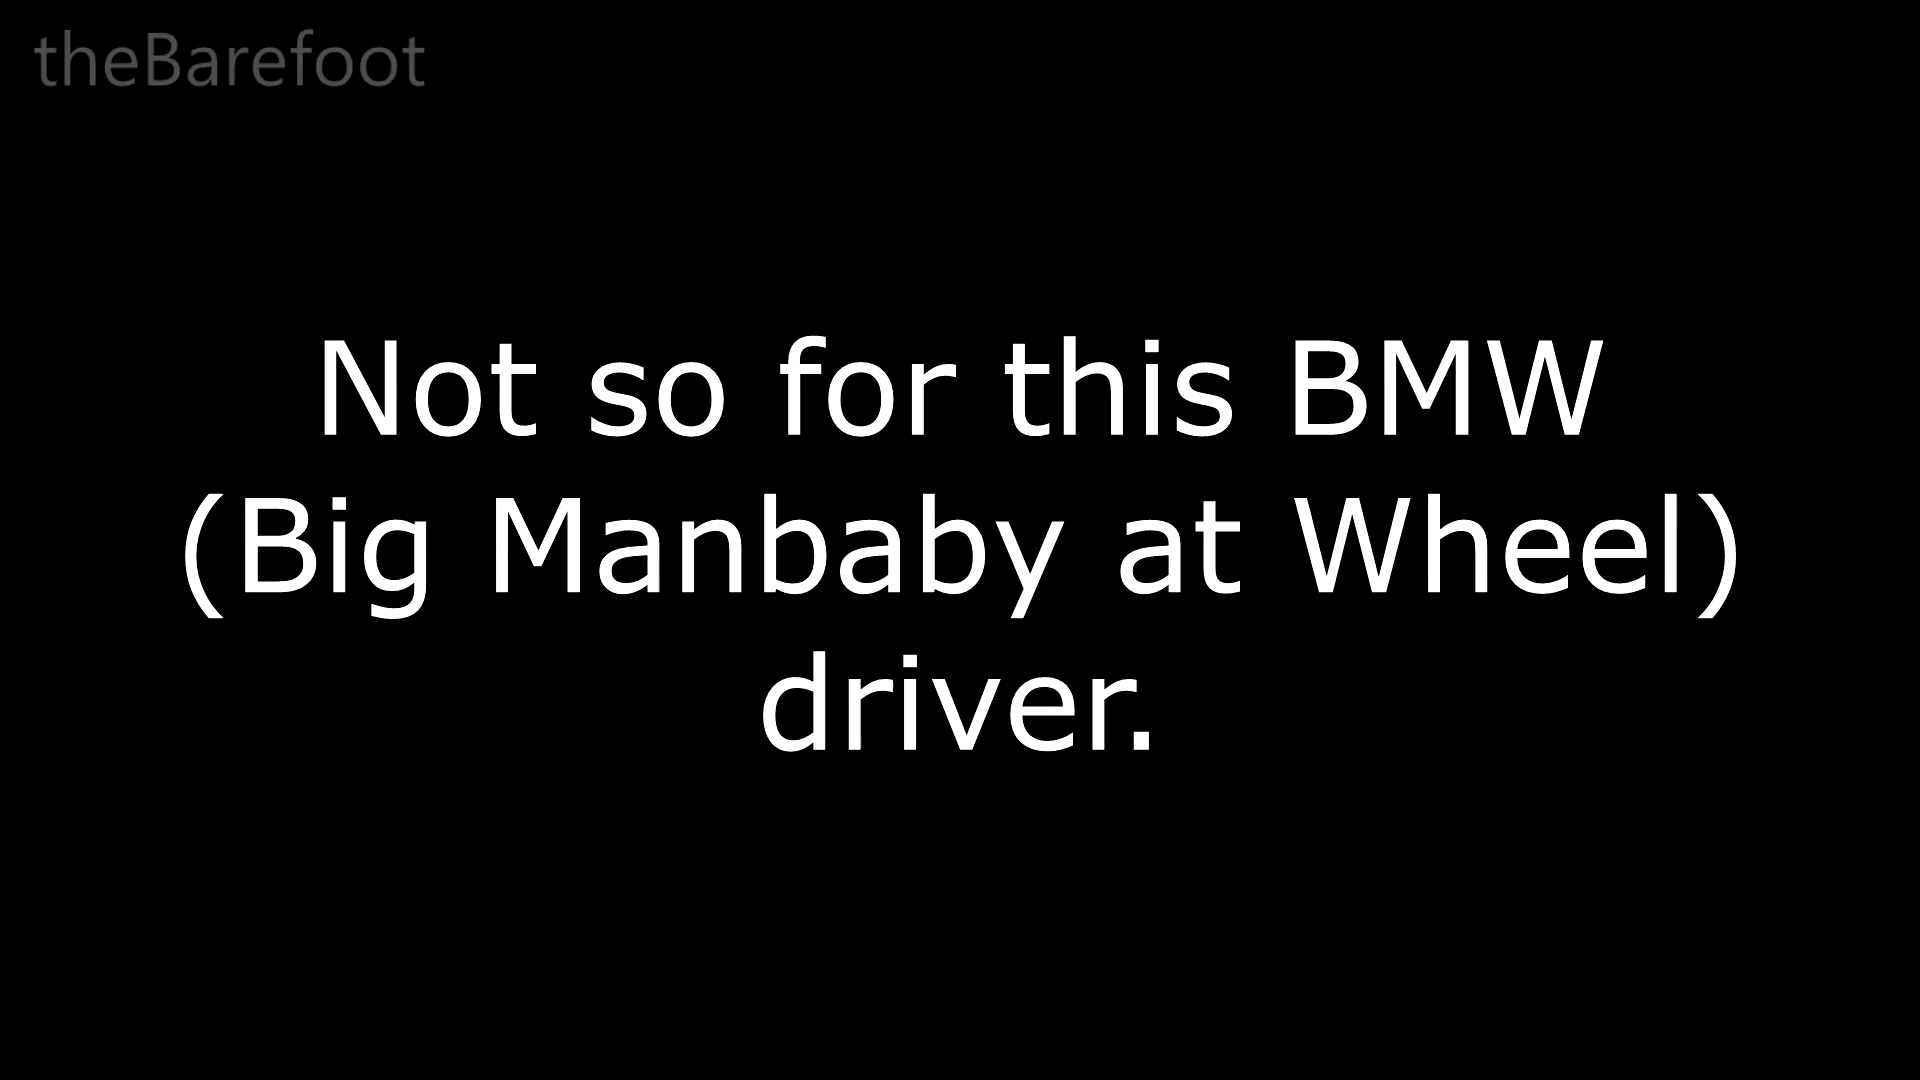 theBarefoot
Not so for this BMW
(Big Manbaby at Wheel)
driver.